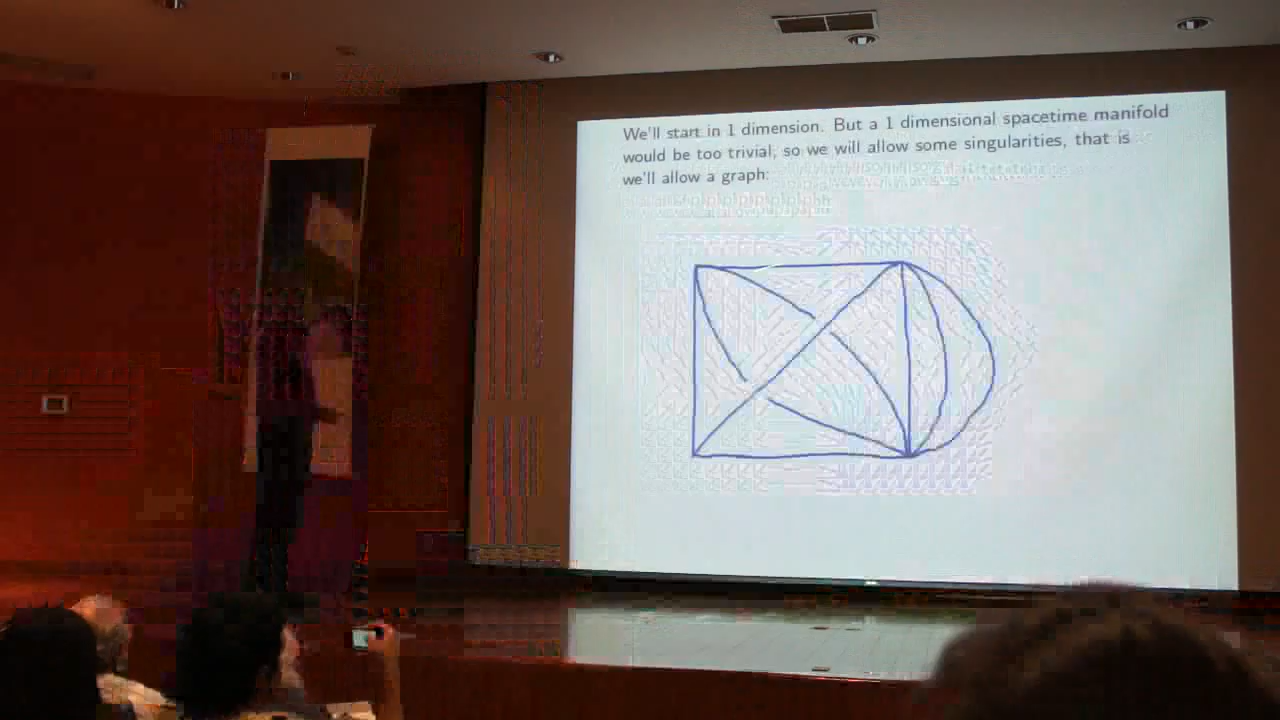 We'll start in 1 dimension. But a 1 dimensional spacetime manifold
would be too trivial, so we will allow some singularities, that is
we'll allow a graph: